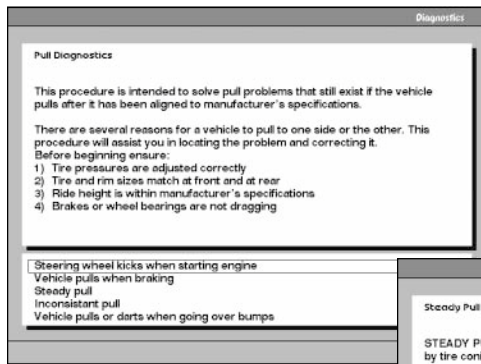 Diagnostics
Pull Diagnostics
This procedure is intended to solve pull problems that still exist if the vehicle
pulls after it has been aligned to manufacturer's specifications.
There are several reasons for a vehicle to pull to one side or the other. This
procedure will assist you in locating the problem and correcting it.
Before beginning ensure:
1) Tire pressures are adjusted correctly
2) Tire and rim sizes match at front and at rear
3) Ride height is within manufacturer's specifications
4) Brakes or wheel bearings are not dragging
Steering wheel kicks when starting engine
Vehicle pulls when braking
Steady pull
Inconsistant pull
Vehicle pulls or darts when going over bumps
Steady Pull
STEADY
by tire